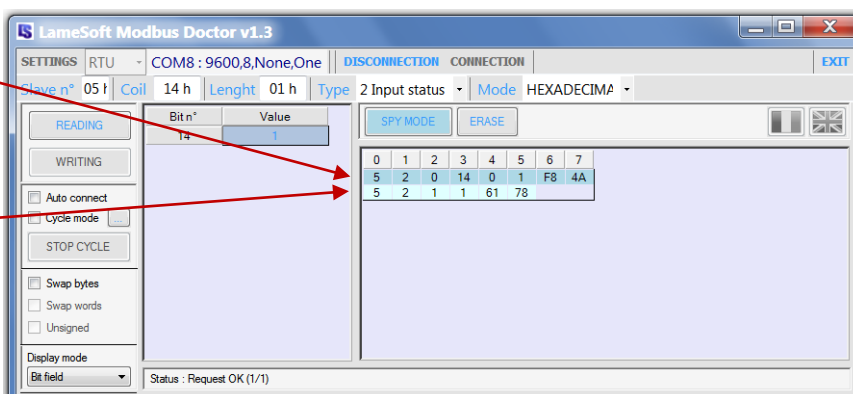 LameSoft Modbus Doctor v1.3
SETTINGS RTU COM8 : 9600,8,None,One DISCONNECTION CONNECTION EXIT
Slave n° 05 Coil 14 h Lenght 01 h Type 2 Input status Mode HEXADECIMA
READING
WRITING
Auto connect
Cycle mode ...
STOP CYCLE
Swap bytes
Swap words
Unsigned
Display mode
Bit field
Bit n° Value
14 1
SPY MODE ERASE
0 1 2 3 4 5 6 7
5 2 0 14 0 1 F8 4A
5 2 1 1 61 78
Status : Request OK (1/1)